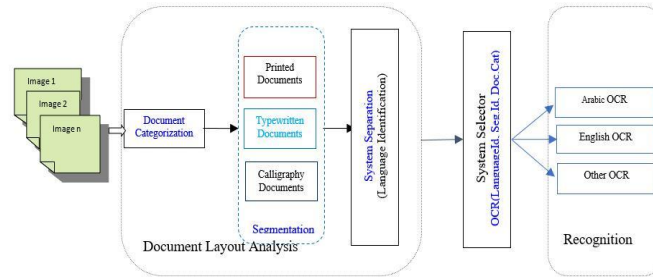 Image 1
Image 2
Image n
Document
Categorization
Printed
Documents
Typewritten
Documents
Calligraphy
Documents
Segmentation
Document Layout Analysis
System Separation
(Language Identification)
System Selector
OCR(LanguageId, Seg.Id, Doc.Cat)
Arabic OCR
English OCR
Other OCR
Recognition